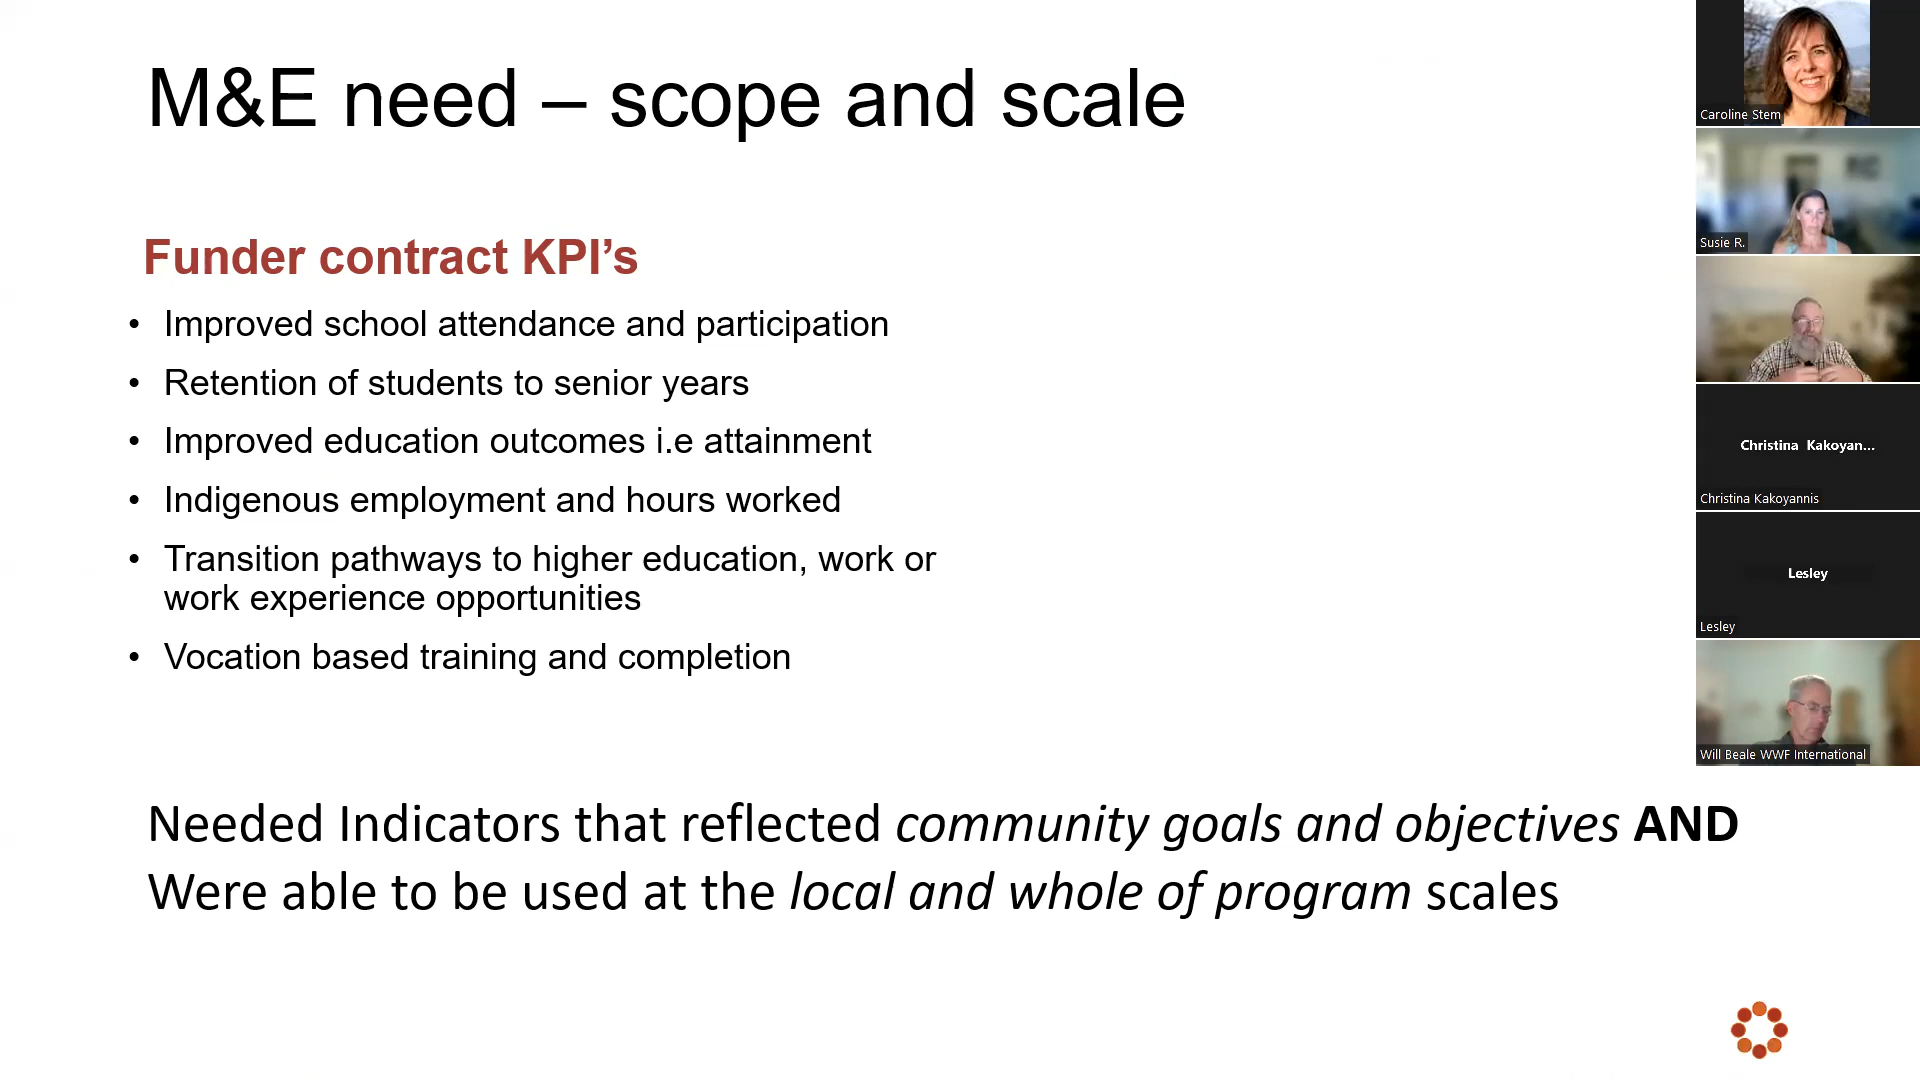 M&E need – scope and scale
Funder contract KPI’s
• Improved school attendance and participation
• Retention of students to senior years
• Improved education outcomes i.e attainment
• Indigenous employment and hours worked
• Transition pathways to higher education, work or
work experience opportunities
• Vocation based training and completion
Needed Indicators that reflected community goals and objectives AND
Were able to be used at the local and whole of program scales
Caroline Stem
Susie R.
Christina Kakoyan...
Christina Kakoyannis
Lesley
Lesley
Will Beale WWF International